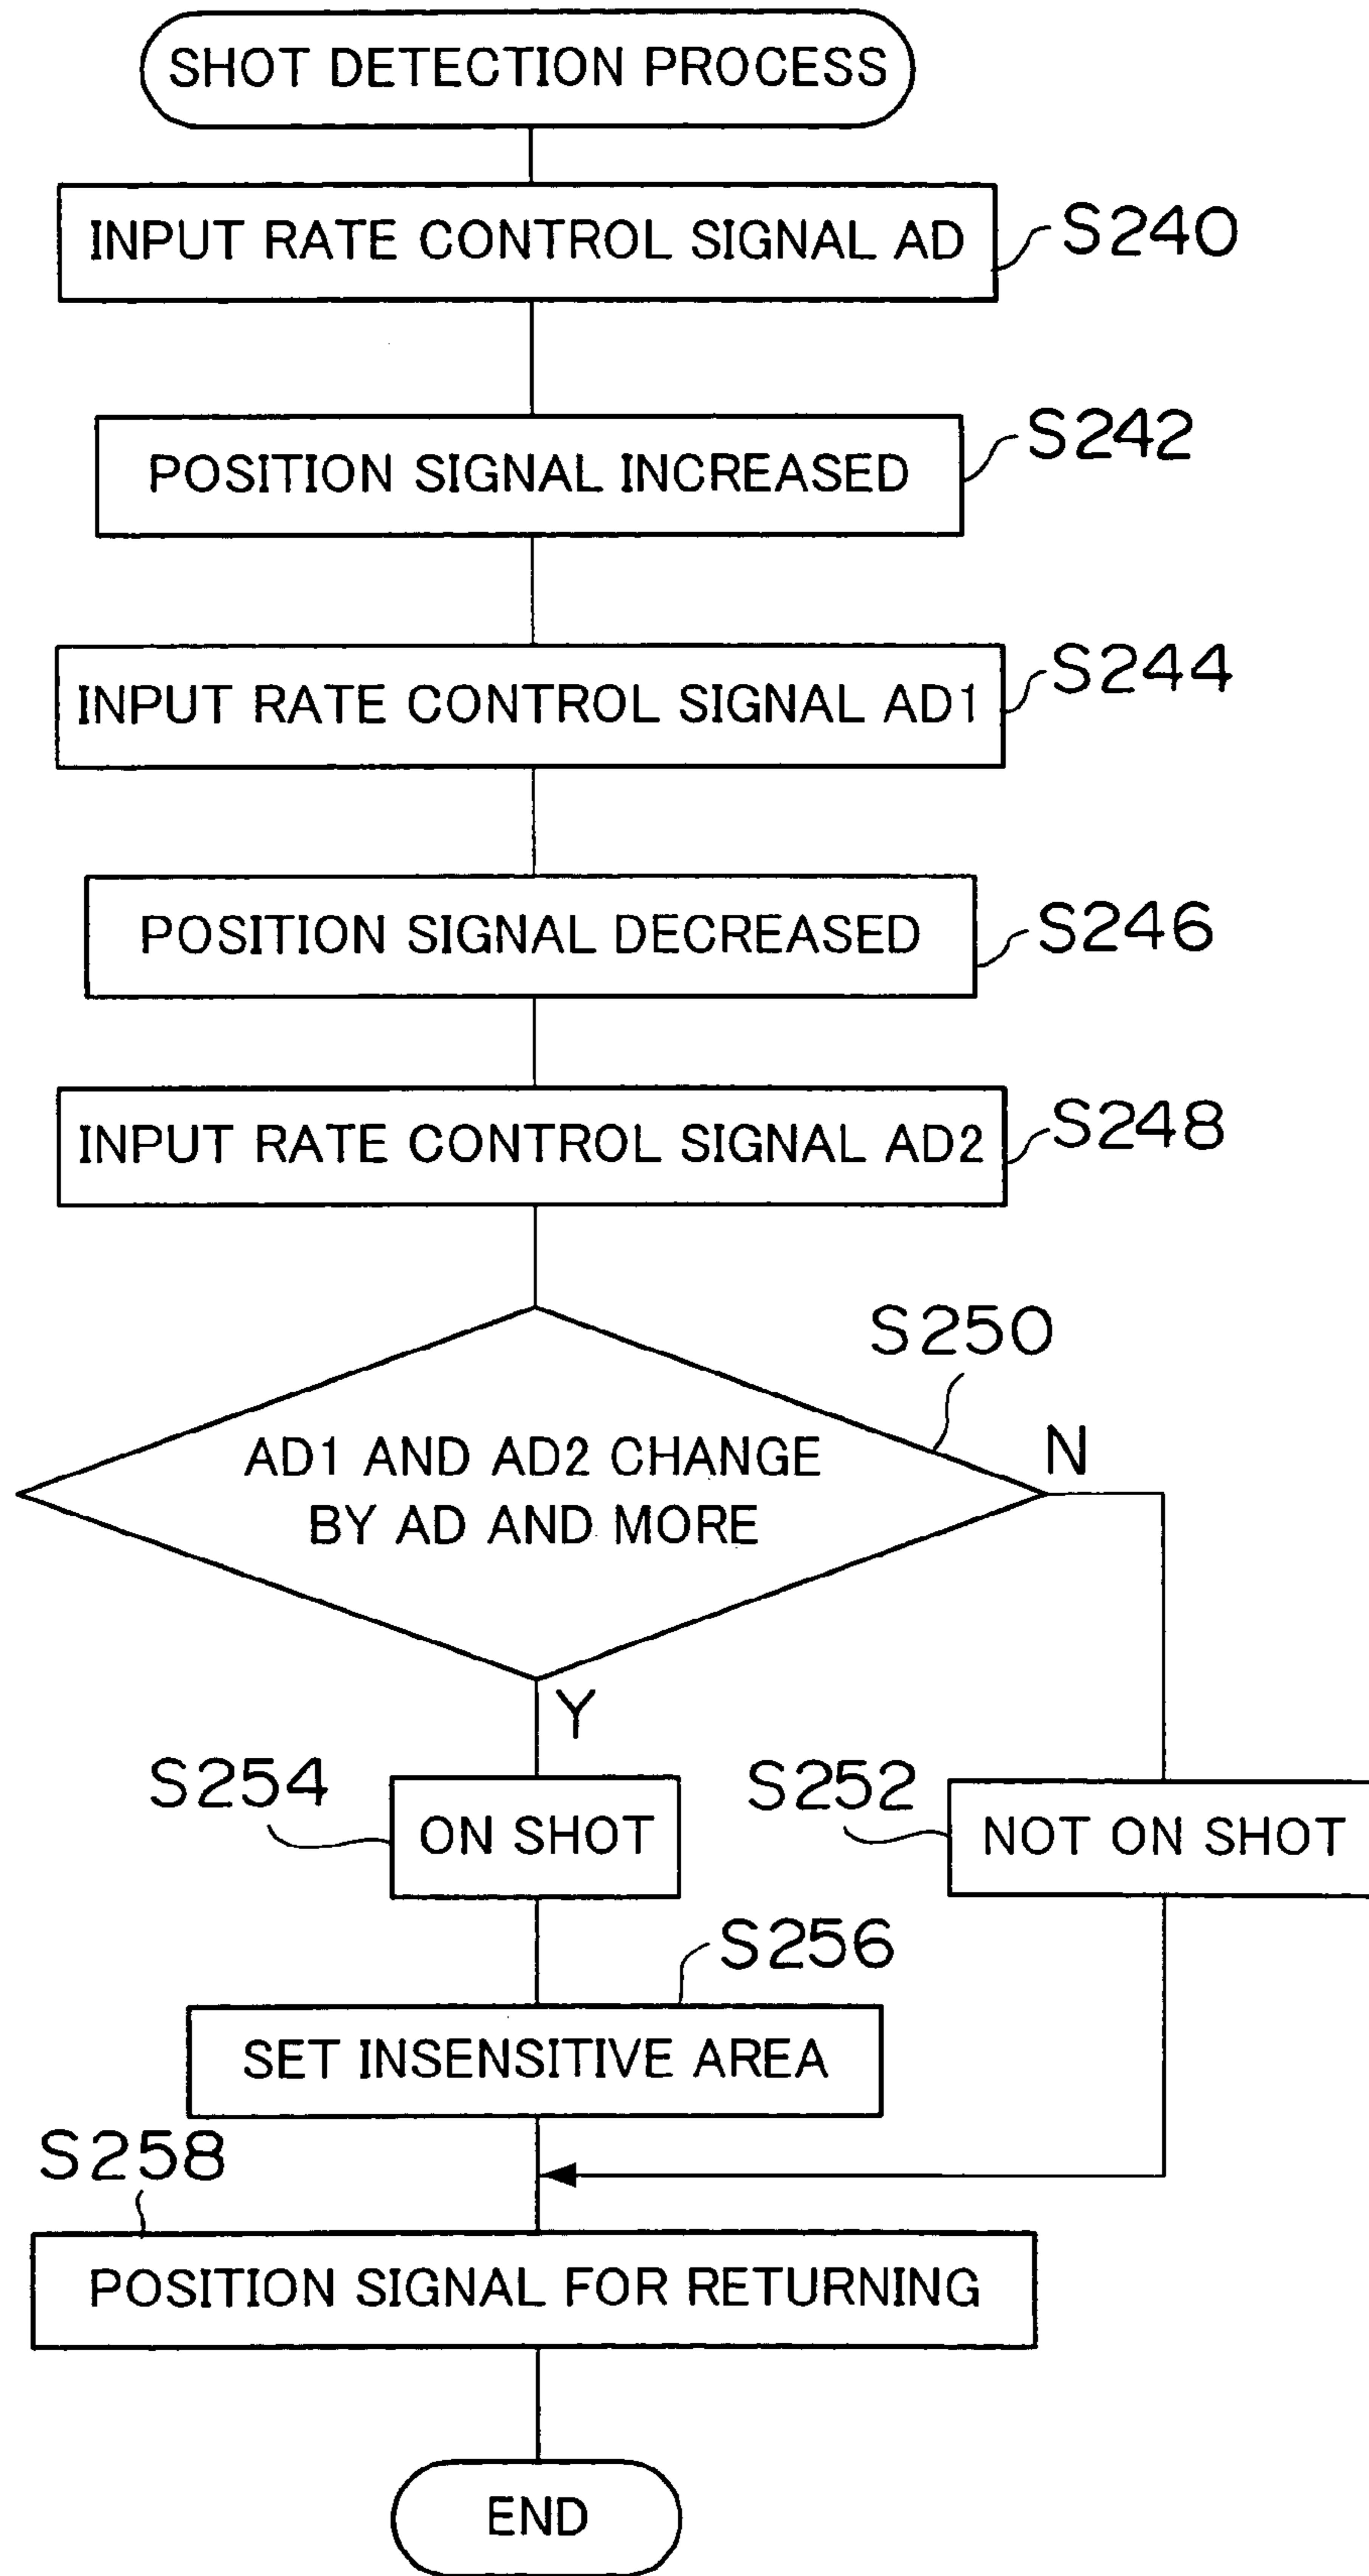 SHOT DETECTION PROCESS
INPUT RATE CONTROL SIGNAL AD
S240
POSITION SIGNAL INCREASED
S242
INPUT RATE CONTROL SIGNAL AD1
S244
POSITION SIGNAL DECREASED
S246
INPUT RATE CONTROL SIGNAL AD2
S248
S250
AD1 AND AD2 CHANGE
BY AD AND MORE
N
Y
S254
ON SHOT
S252
NOT ON SHOT
S256
SET INSENSITIVE AREA
S258
POSITION SIGNAL FOR RETURNING
END